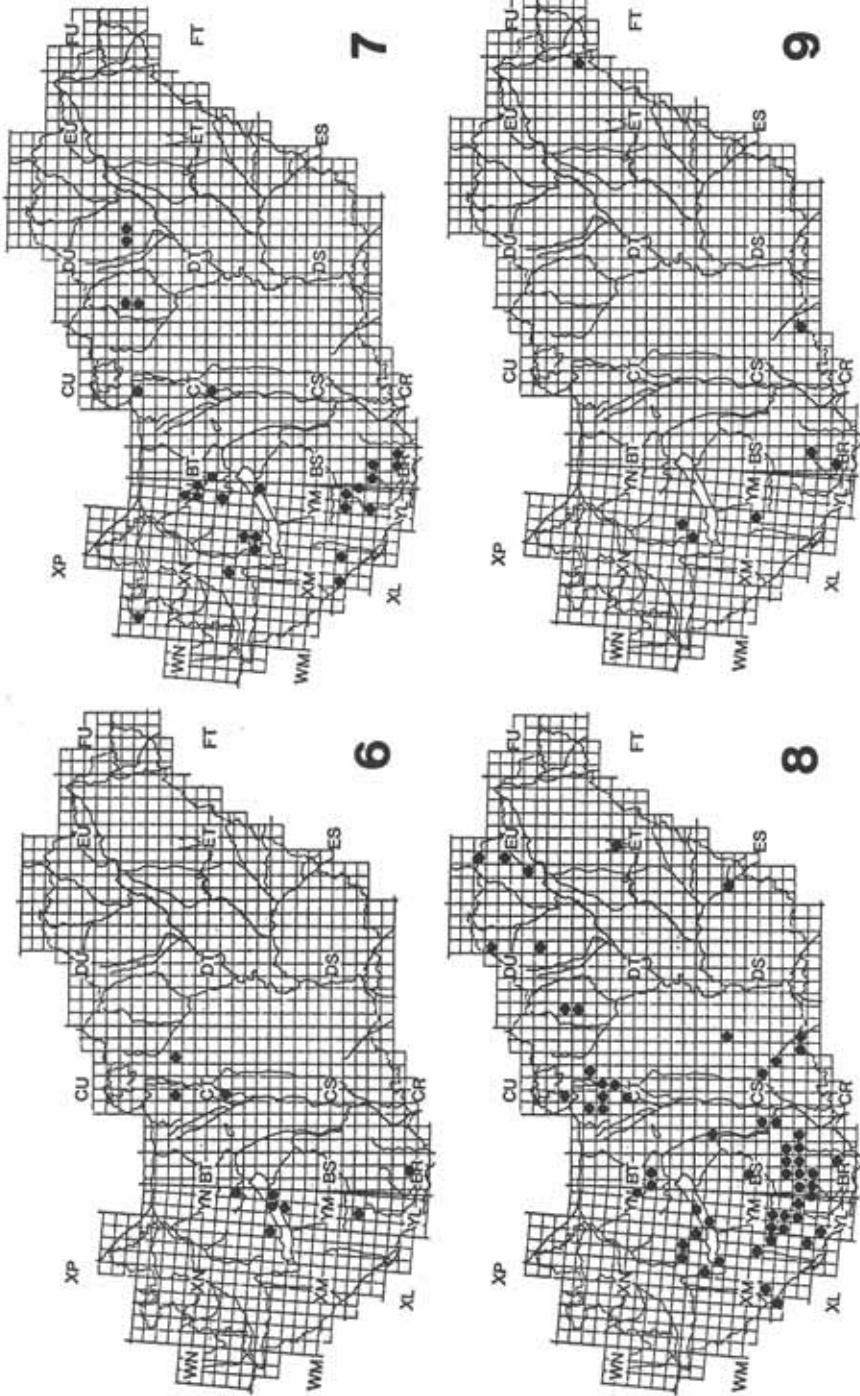 XP CU
DU EU FU
WN XN YN BT CT DT ET FT
WM XM YM BS CS DS ES
XL YL BR CR
6
XP CU
DU EU FU
WN XN YN BT CT DT ET FT
WM XM YM BS CS DS ES
XL YL BR CR
7
XP CU
DU EU FU
WN XN YN BT CT DT ET FT
WM XM YM BS CS DS ES
XL YL BR CR
8
XP CU
DU EU FU
WN XN YN BT CT DT ET FT
WM XM YM BS CS DS ES
XL YL BR CR
9